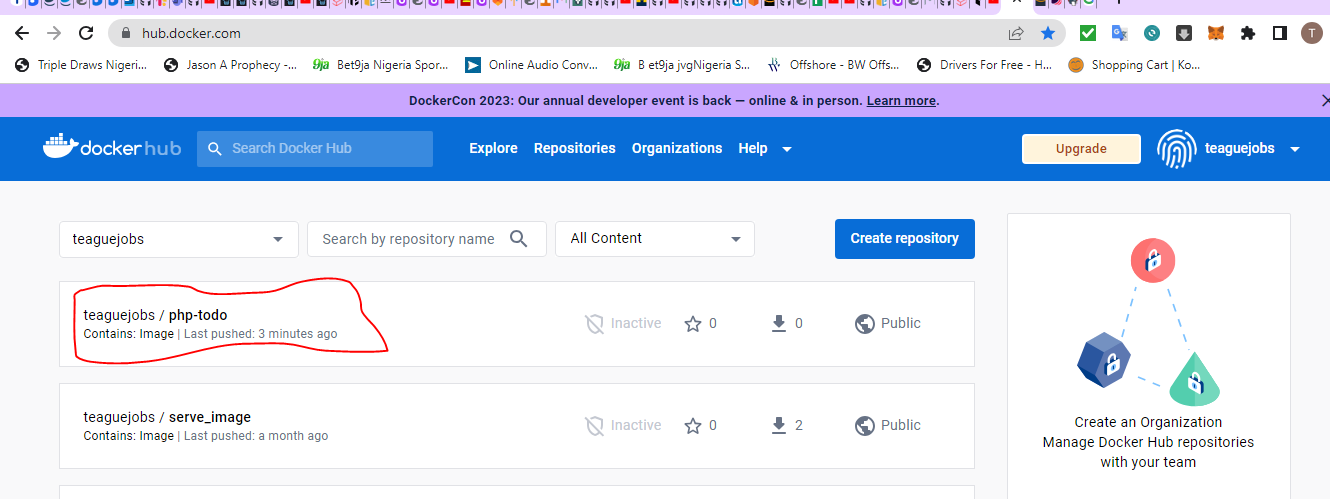 hub.docker.com
T
Triple Draws Nigeri...
Jason A Prophecy -...
9ja Bet9ja Nigeria Spor...
Online Audio Conv...
9ja B et9ja jvgNigeria S...
Offshore - BW Offs...
Drivers For Free - H...
Shopping Cart | Ko...
DockerCon 2023: Our annual developer event is back — online & in person. Learn more.
docker hub
Search Docker Hub
Explore
Repositories
Organizations
Help
Upgrade
teaguejobs
teaguejobs
Search by repository name
All Content
Create repository
teaguejobs / php-todo
Contains: Image | Last pushed: 3 minutes ago
Inactive
0
0
Public
teaguejobs / serve_image
Contains: Image | Last pushed: a month ago
Inactive
0
2
Public
Create an Organization
Manage Docker Hub repositories
with your team